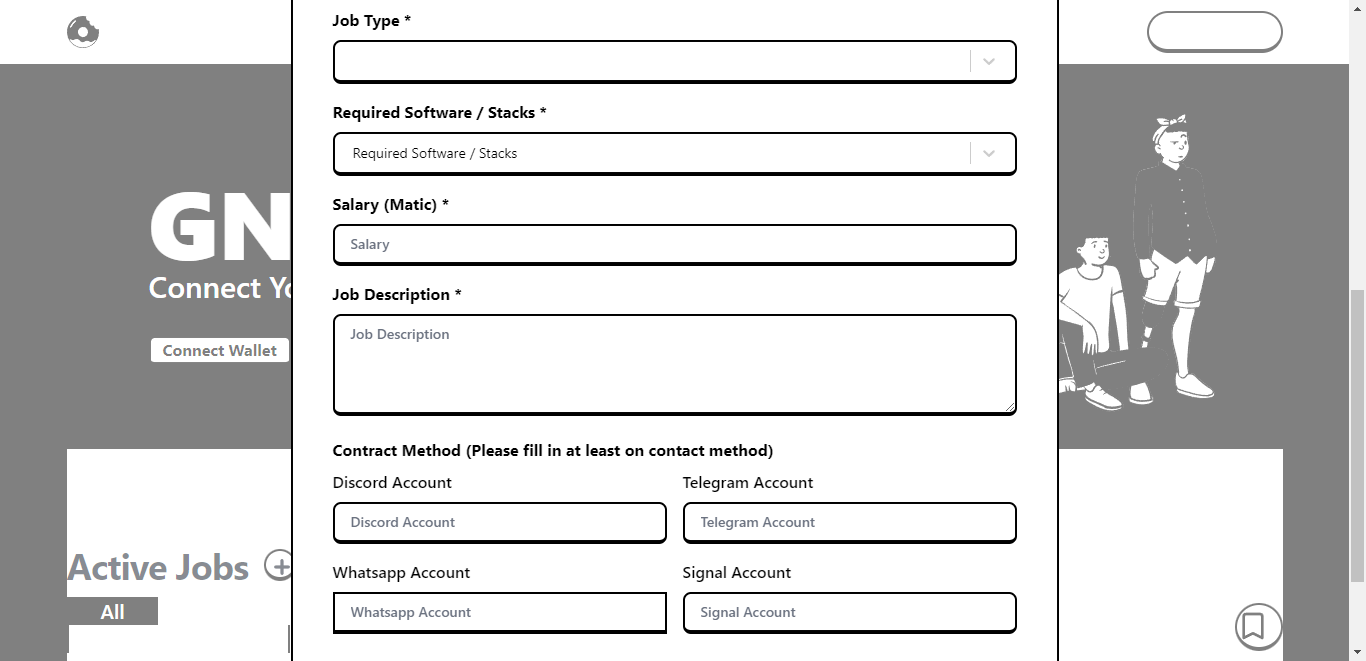 Job Type *
Required Software / Stacks *
Required Software / Stacks
Salary (Matic) *
Salary
Job Description *
Job Description
Contract Method (Please fill in at least on contact method)
Discord Account
Telegram Account
Discord Account
Telegram Account
Whatsapp Account
Signal Account
Whatsapp Account
Signal Account
GN
Connect Yo
Connect Wallet
Active Jobs
All